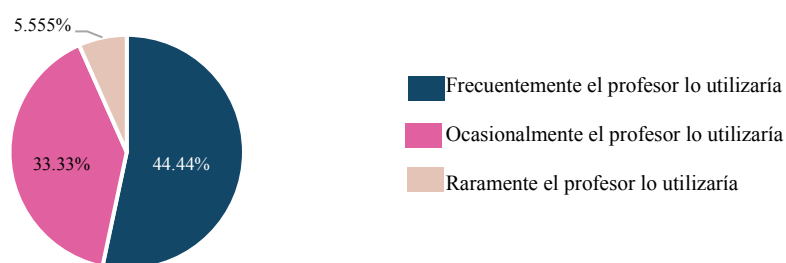 5.555%
33.33%
44.44%
Frecuentemente el profesor lo utilizaría
Ocasionalmente el profesor lo utilizaría
Raramente el profesor lo utilizaría